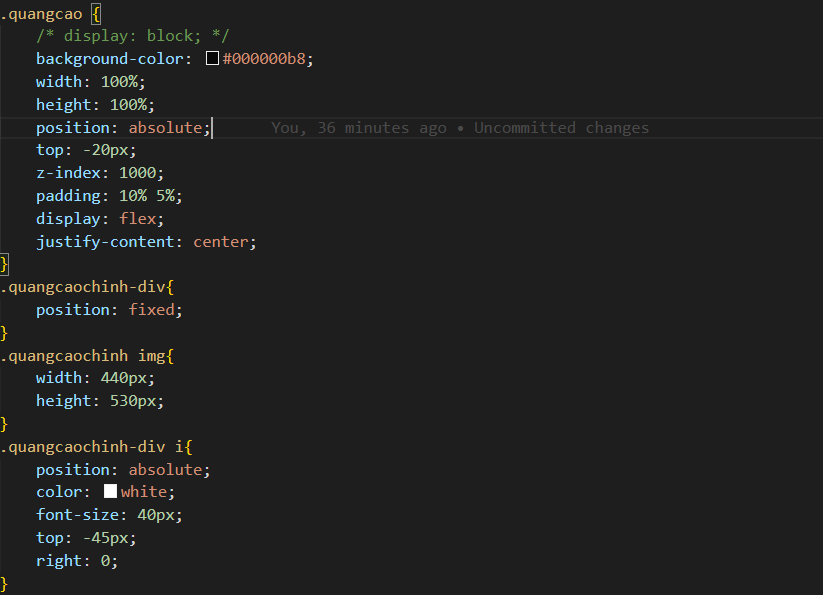 .quangcao {
/* display: block; */
background-color: #000000b8;
width: 100%;
height: 100%;
position: absolute; You, 36 minutes ago • Uncommitted changes
top: -20px;
z-index: 1000;
padding: 10% 5%;
display: flex;
justify-content: center;
}
.quangcaochinh-div{
position: fixed;
}
.quangcaochinh img{
width: 440px;
height: 530px;
}
.quangcaochinh-div i{
position: absolute;
color: white;
font-size: 40px;
top: -45px;
right: 0;
}